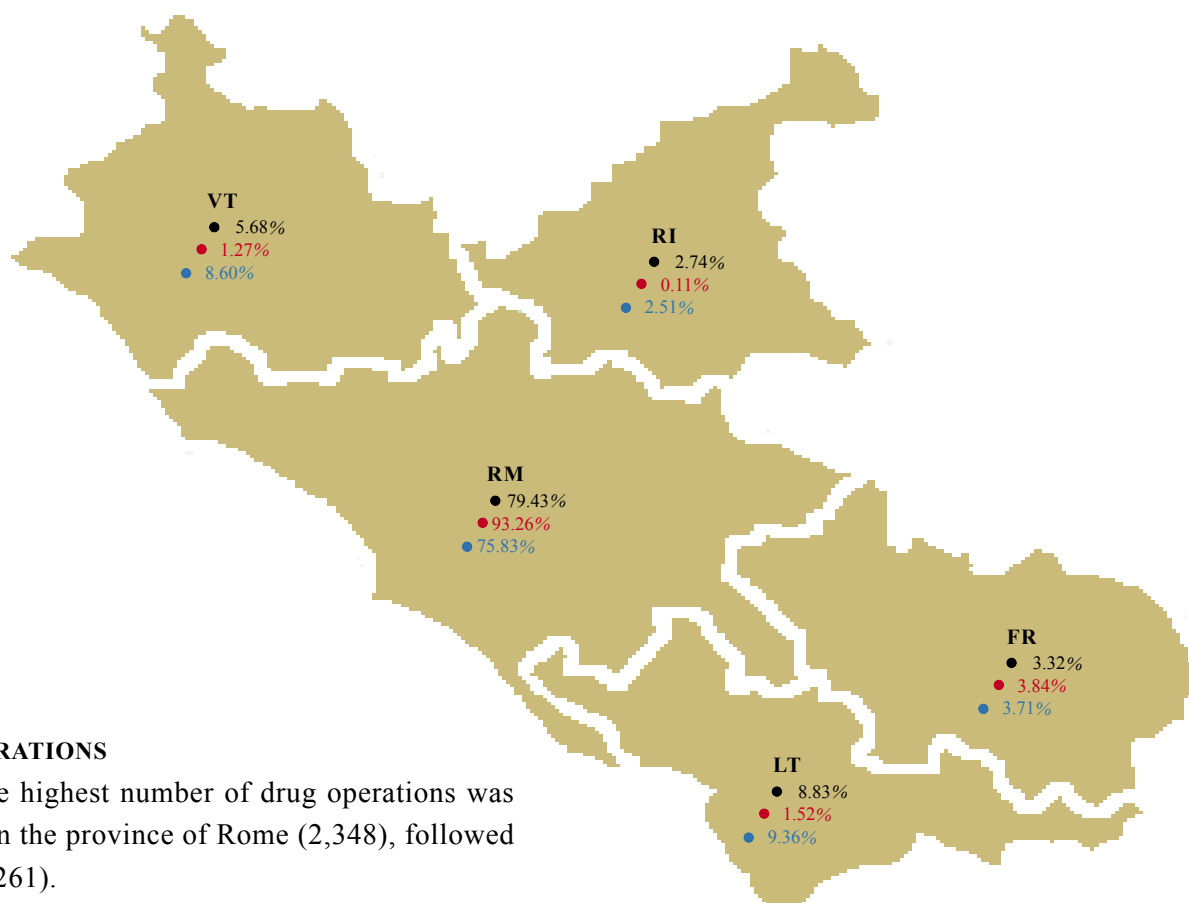 VT
5.68%
1.27%
8.60%
RI
2.74%
0.11%
2.51%
RM
79.43%
93.26%
75.83%
FR
3.32%
3.84%
3.71%
LT
8.83%
1.52%
9.36%
RATIONS
e highest number of drug operations was
n the province of Rome (2,348), followed
261).